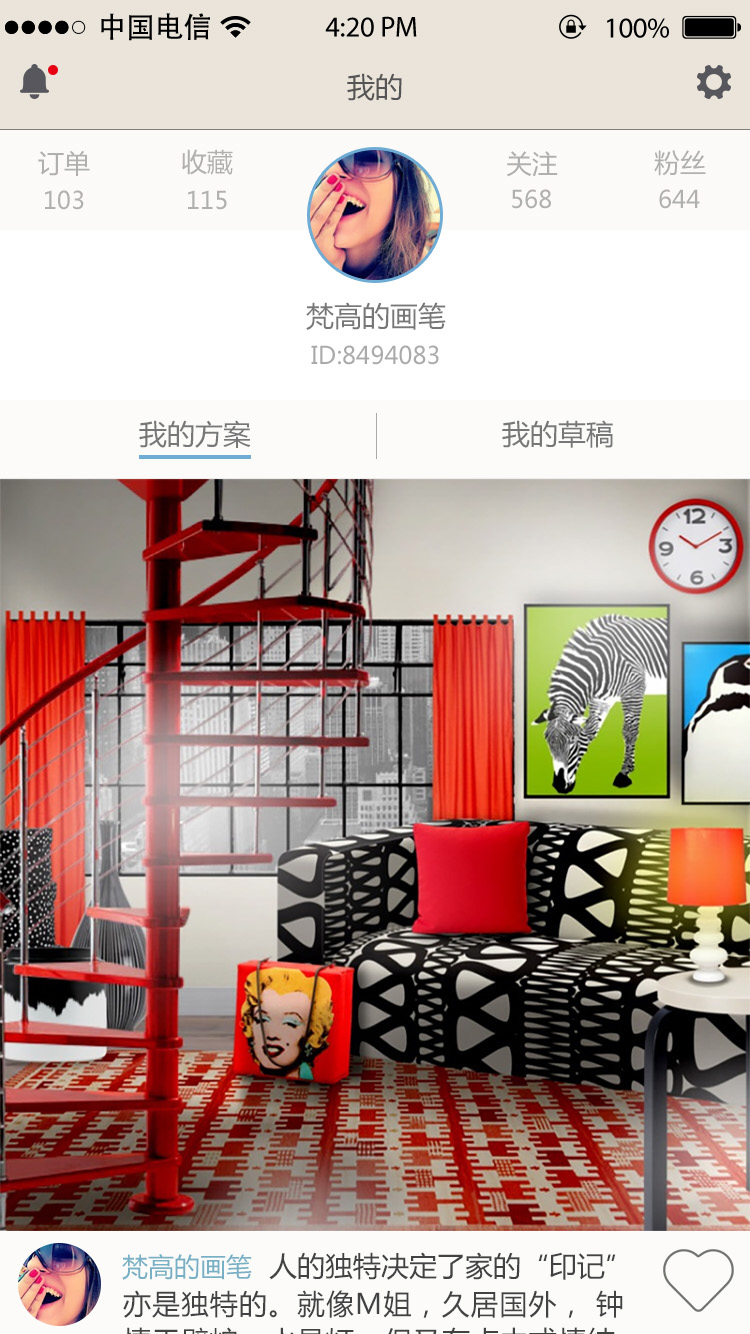 中国电信 4:20 PM 100%
我的
订单 收藏 关注 粉丝
103 115 568 644
梵高的画笔
ID:8494083
我的方案 我的草稿
12
9 3
6
梵高的画笔 人的独特决定了家的“印记”
亦是独特的。就像M姐，久居国外， 钟